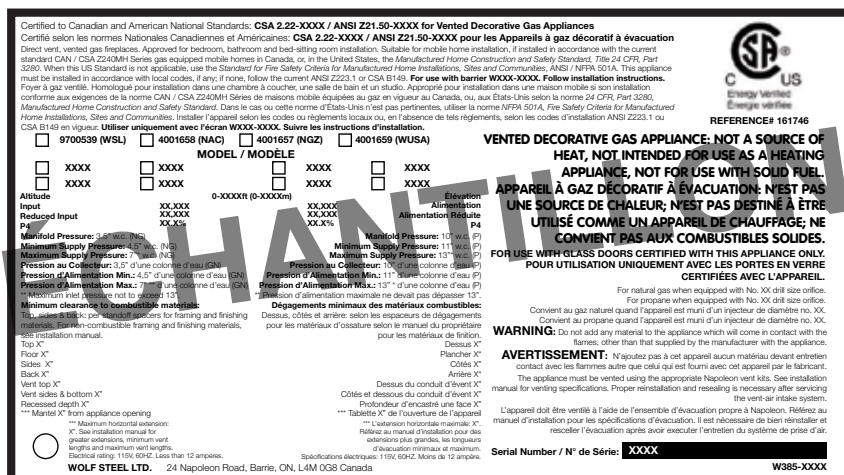 Certified to Canadian and American National Standards: CSA 2.22-XXXX / ANSI Z21.50-XXXX for Vented Decorative Gas Appliances
Certifié selon les normes Nationales Canadiennes et Américaines: CSA 2.22-XXXX / ANSI Z21.50-XXXX pour les Appareils à gaz décoratif à évacuation
Direct vent, vented gas fireplaces. Approved for bedroom, bathroom and bed-sitting room installation. Suitable for mobile home installation, if installed in accordance with the current
standard CAN / CSA Z240MH Series gas equipped mobile homes in Canada, or, in the United States, the Manufactured Home Construction and Safety Standard, Title 24 CFR, Part
3280. When this US Standard is not applicable, use the Standard for Fire Safety Criteria for Manufactured Home Installations, Sites and Communities, ANSI / NFPA 501A. This appliance
must be installed in accordance with local codes, if any; if none, follow the current ANSI Z223.1 or CSA B149. For use with barrier WXXX-XXXX. Follow installation instructions.
Foyer à gaz ventilé. Homologué pour installation dans une chambre à coucher, une salle de bain et un studio. Approprié pour installation dans une maison mobile si son installation
conforme aux exigences de la norme CAN / CSA Z240MH Séries de maisons mobiles équipées au gaz en vigueur au Canada, ou, aux États-Unis selon la norme 24 CFR, Part 3280,
Manufactured Home Construction and Safety Standard. Dans le cas ou cette norme d'États-Unis n'est pas pertinentes, utiliser la norme NFPA 501A, Fire Safety Criteria for Manufactured
Home Installations, Sites and Communities. Installer l'appareil selon les codes ou règlements locaux ou, en l'absence de tels règlements, selon les codes d'installation ANSI Z223.1 ou
CSA B149 en vigueur. Utiliser uniquement avec l'écran WXXX-XXXX. Suivre les instructions d'installation.
9700539 (WSL) 4001658 (NAC) 4001657 (NGZ) 4001659 (WUSA)
MODEL / MODÈLE
XXXX XXXX XXXX XXXX
XXXX XXXX XXXX XXXX
Altitude 0-XXXXft (0-XXXXm) Élévation
Input XX,XXX XX,XXX Alimentation
Reduced Input XX,XXX XX,XXX Alimentation Réduite
P4 XX.X% XX.X% P4
Manifold Pressure: 3.5" w.c. (NG) Manifold Pressure: 10" w.c. (P)
Minimum Supply Pressure: 4.5" w.c. (NG) Minimum Supply Pressure: 11" w.c. (P)
Maximum Supply Pressure: 7" w.c. (NG) Maximum Supply Pressure: 13" w.c. (P)
Pression au Collecteur: 3,5" d'une colonne d'eau (GN) Pression au Collecteur: 10" d'une colonne d'eau (P)
Pression d'Alimentation Min.: 4,5" d'une colonne d'eau (GN) Pression d'Alimentation Min.: 11" d'une colonne d'eau (P)
Pression d'Alimentation Max.: 7" ** d'une colonne d'eau (GN) Pression d'Alimentation Max.: 13" * d'une colonne d'eau (P)
** Maximum inlet pressure not to exceed 13". ** Pression d'alimentation maximale ne devait pas dépasser 13".
Minimum clearance to combustible materials: Dégagements minimaux des matériaux combustibles:
Top, sides & back: per standoff spacers for framing and finishing Dessus, côtés et arrière: selon les espaceurs de dégagements
materials. For non-combustible framing and finishing materials, pour les matériaux d'ossature selon le manuel du propriétaire
see installation manual. pour les matériaux de finition.
Top X" Dessus X"
Floor X" Plancher X"
Sides X" Côtés X"
Back X" Arrière X"
Vent top X" Dessus du conduit d'évent X"
Vent sides & bottom X" Côtés et dessous du conduit d'évent X"
Recessed depth X" Profondeur d'encastré une face X"
*** Mantel X" from appliance opening *** Tablette X" de l'ouverture de l'appareil
*** Maximum horizontal extension: *** L'extension horizontale maximale: X".
X". See installation manual for Référez au manuel d'installation pour des
greater extensions, minimum vent extensions plus grandes, les longueurs
lengths and maximum vent lengths. d'évacuation minimaux et maximum.
Electrical rating: 115V, 60HZ. Less than 12 amperes. Spécifications électriques: 115V, 60HZ. Moins de 12 ampère.
WOLF STEEL LTD. 24 Napoleon Road, Barrie, ON, L4M 0G8 Canada
CSA
C US
Energy Verified
Énergie vérifiée
REFERENCE# 161746
VENTED DECORATIVE GAS APPLIANCE: NOT A SOURCE OF
HEAT, NOT INTENDED FOR USE AS A HEATING
APPLIANCE, NOT FOR USE WITH SOLID FUEL.
APPAREIL À GAZ DÉCORATIF À ÉVACUATION: N'EST PAS
UNE SOURCE DE CHALEUR; N'EST PAS DESTINÉ À ÊTRE
UTILISÉ COMME UN APPAREIL DE CHAUFFAGE; NE
CONVIENT PAS AUX COMBUSTIBLES SOLIDES.
FOR USE WITH GLASS DOORS CERTIFIED WITH THIS APPLIANCE ONLY.
POUR UTILISATION UNIQUEMENT AVEC LES PORTES EN VERRE
CERTIFIÉES AVEC L'APPAREIL.
For natural gas when equipped with No. XX drill size orifice.
For propane when equipped with No. XX drill size orifice.
Convient au gaz naturel quand l'appareil est muni d'un injecteur de diamètre no. XX.
Convient au propane quand l'appareil est muni d'un injecteur de diamètre no. XX.
WARNING: Do not add any material to the appliance which will come in contact with the
flames, other than that supplied by the manufacturer with the appliance.
AVERTISSEMENT: N'ajoutez pas à cet appareil aucun matériau devant entretien
contact avec les flammes autre que celui qui est fourni avec cet appareil par le fabricant.
The appliance must be vented using the appropriate Napoleon vent kits. See installation
manual for venting specifications. Proper reinstallation and resealing is necessary after servicing
the vent-air intake system.
L'appareil doit être ventilé à l'aide de l'ensemble d'évacuation propre à Napoleon. Référez au
manuel d'installation pour les spécifications d'évacuation. Il est nécessaire de bien réinstaller et
resceller l'évacuation après avoir executer l'entretien du système de prise d'air.
Serial Number / N° de Série: XXXX
W385-XXXX
ÉCHANTILLON